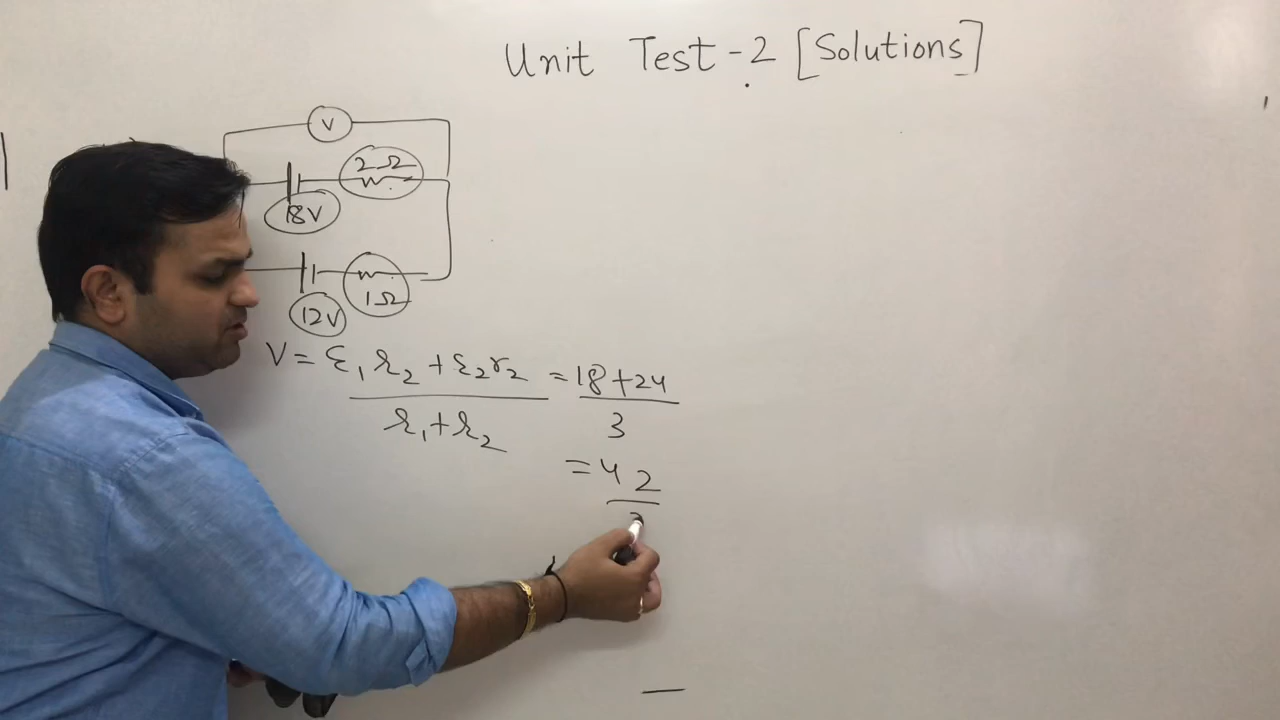 Unit Test - 2 [Solutions]
V
2Ω
18V
12V
1Ω
V = ε₁r₂ + ε₂r₂ / r₁ + r₂ = 18 + 24 / 3
= 42 /